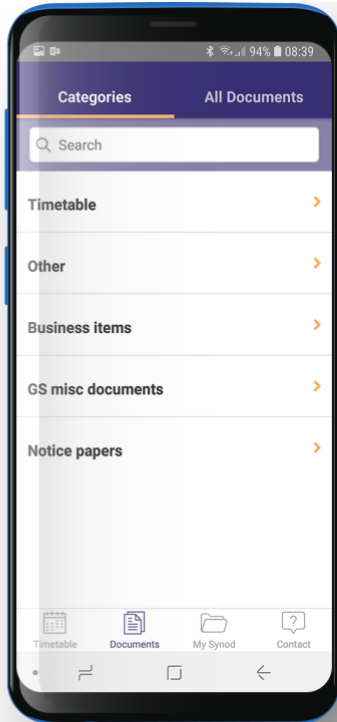 94% 08:39
Categories All Documents
Search
Timetable
Other
Business items
GS misc documents
Notice papers
Timetable Documents My Synod Contact